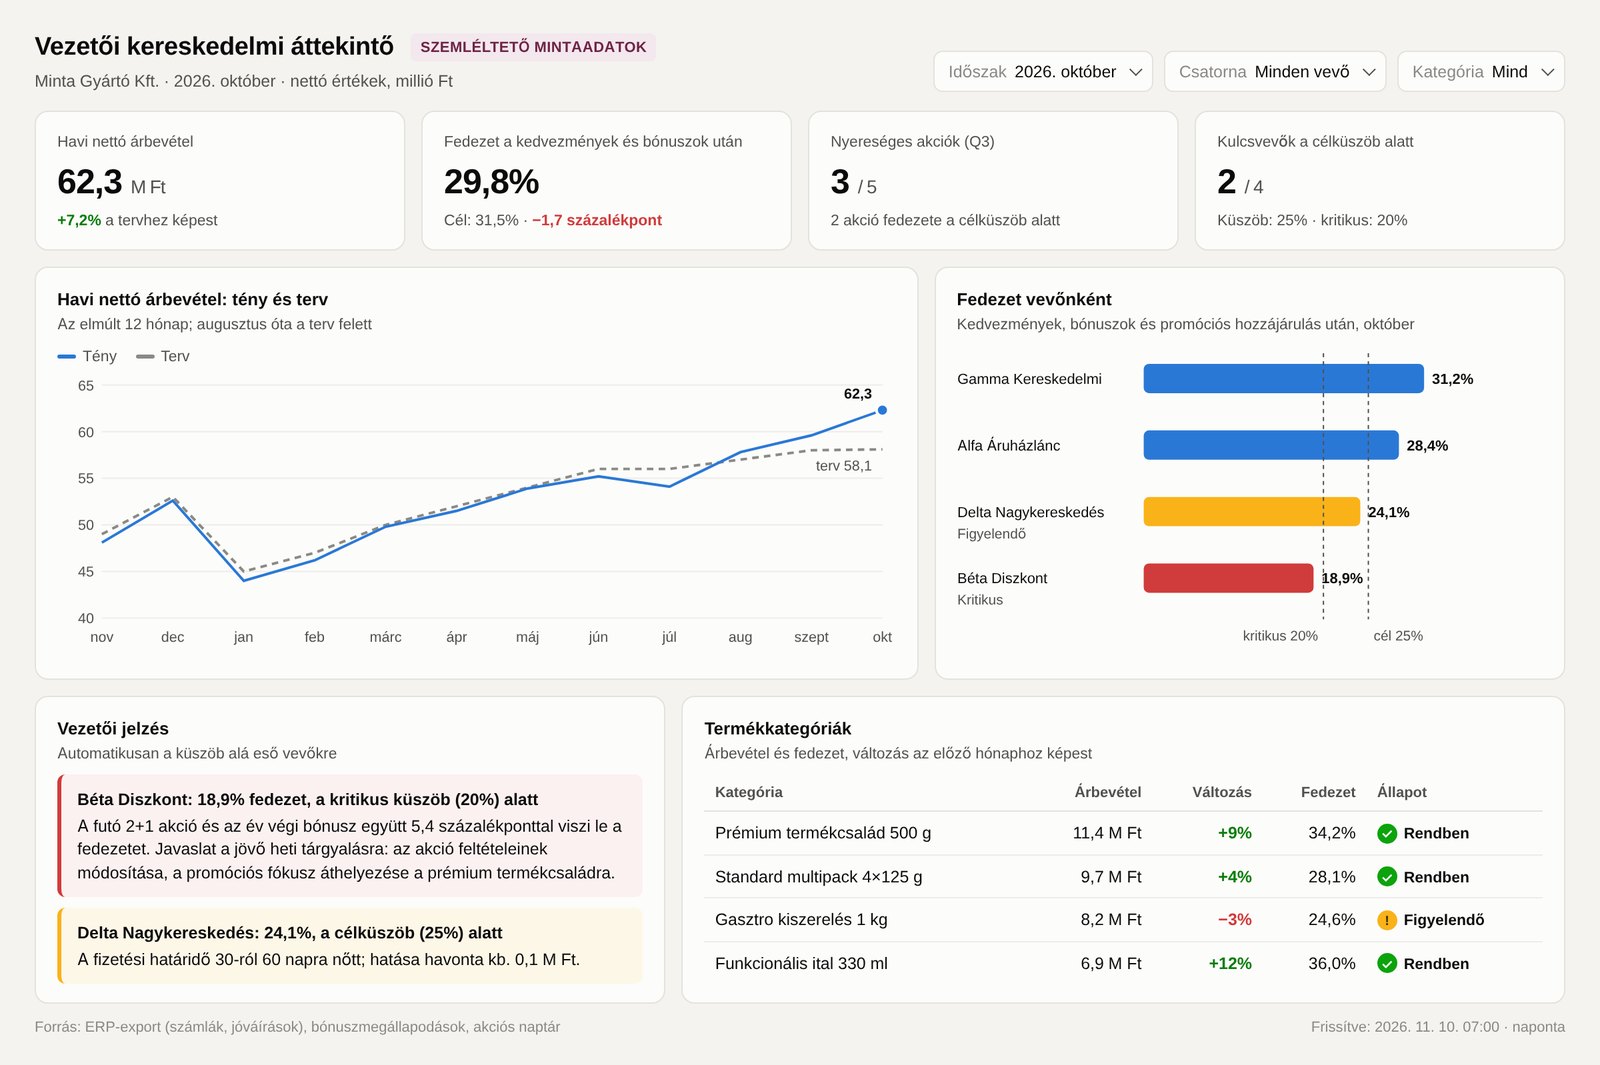 Vezetői kereskedelmi áttekintő
SZEMLÉLTETŐ MINTAADATOK
Minta Gyártó Kft. · 2026. október · nettó értékek, millió Ft
Időszak 2026. október
Csatorna Minden vevő
Kategória Mind
Havi nettó árbevétel
62,3 M Ft
+7,2% a tervhez képest
Fedezet a kedvezmények és bónuszok után
29,8%
Cél: 31,5% · −1,7 százalékpont
Nyereséges akciók (Q3)
3 / 5
2 akció fedezete a célküszöb alatt
Kulcsvevők a célküszöb alatt
2 / 4
Küszöb: 25% · kritikus: 20%
Havi nettó árbevétel: tény és terv
Az elmúlt 12 hónap; augusztus óta a terv felett
Tény Terv
65
60
55
50
45
40
62,3
terv 58,1
nov dec jan feb márc ápr máj jún júl aug szept okt
Fedezet vevőnként
Kedvezmények, bónuszok és promóciós hozzájárulás után, október
Gamma Kereskedelmi 31,2%
Alfa Áruházlánc 28,4%
Delta Nagykereskedés 24,1%
Figyelendő
Béta Diszkont 18,9%
Kritikus
kritikus 20% cél 25%
Vezetői jelzés
Automatikusan a küszöb alá eső vevőkre
Béta Diszkont: 18,9% fedezet, a kritikus küszöb (20%) alatt
A futó 2+1 akció és az év végi bónusz együtt 5,4 százalékponttal viszi le a
fedezetet. Javaslat a jövő heti tárgyalásra: az akció feltételeinek
módosítása, a promóciós fókusz áthelyezése a prémium termékcsaládra.
Delta Nagykereskedés: 24,1%, a célküszöb (25%) alatt
A fizetési határidő 30-ról 60 napra nőtt; hatása havonta kb. 0,1 M Ft.
Termékkategóriák
Árbevétel és fedezet, változás az előző hónaphoz képest
Kategória Árbevétel Változás Fedezet Állapot
Prémium termékcsalád 500 g 11,4 M Ft +9% 34,2% Rendben
Standard multipack 4×125 g 9,7 M Ft +4% 28,1% Rendben
Gasztro kiszerelés 1 kg 8,2 M Ft −3% 24,6% ! Figyelendő
Funkcionális ital 330 ml 6,9 M Ft +12% 36,0% Rendben
Forrás: ERP-export (számlák, jóváírások), bónuszmegállapodások, akciós naptár
Frissítve: 2026. 11. 10. 07:00 · naponta